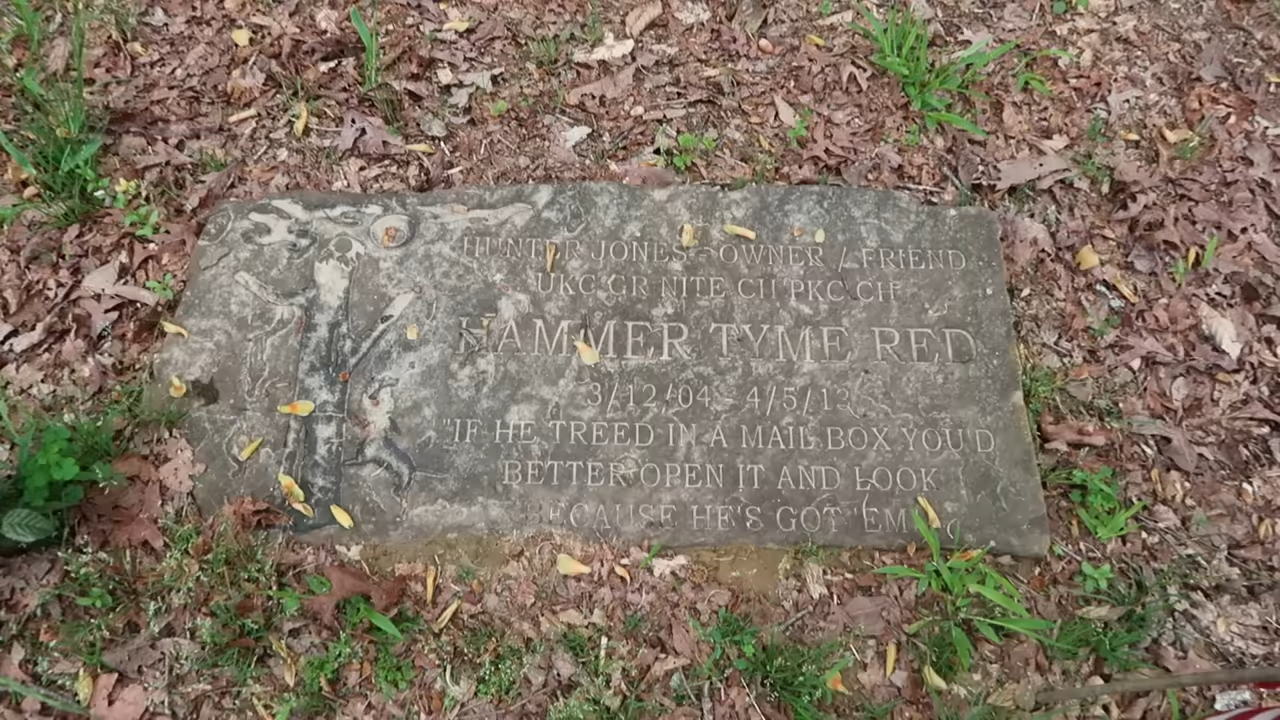 HUNTER JONES - OWNER / FRIEND
UKC GR NITE CH PKC CH
HAMMER TYME RED
3/12/04 - 4/5/13
"IF HE TREED IN A MAIL BOX YOU'D
BETTER OPEN IT AND LOOK
BECAUSE HE'S GOT 'EM